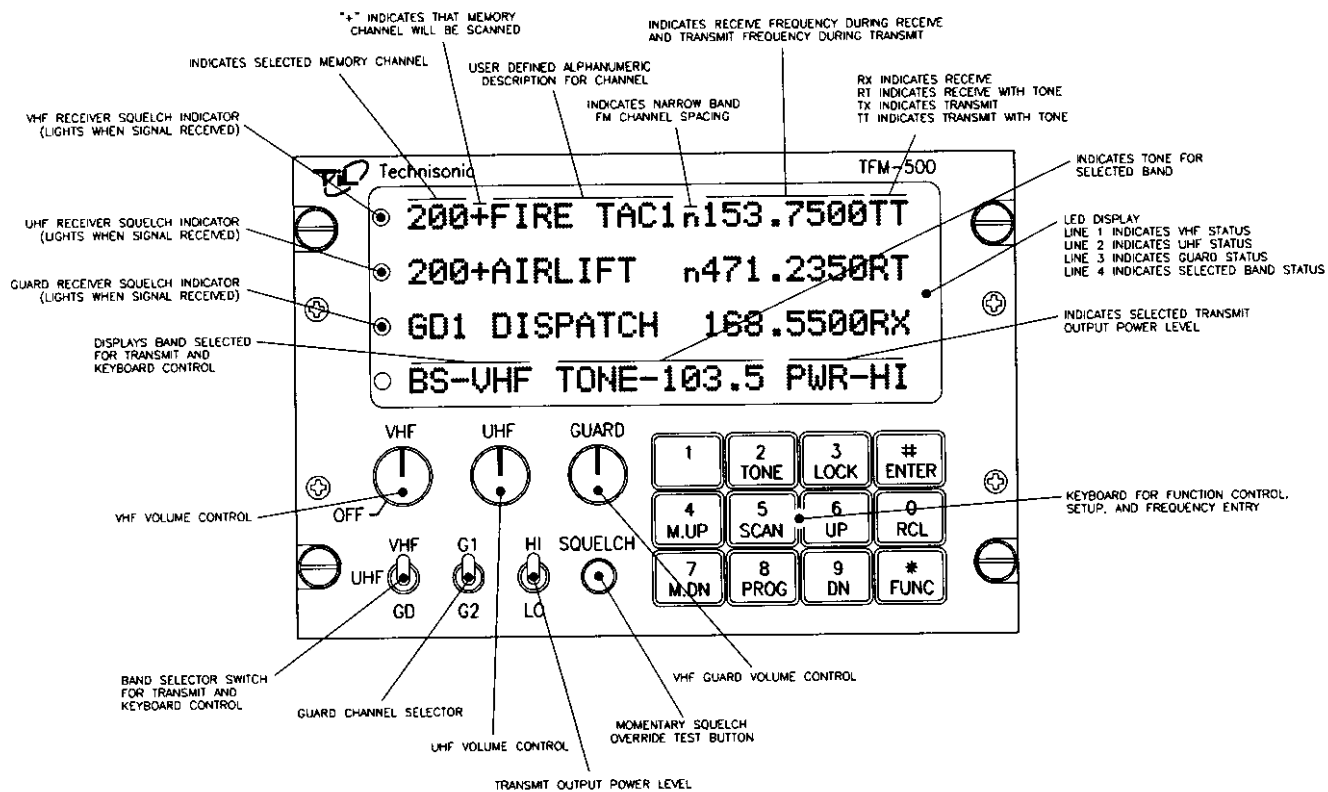 "+" INDICATES THAT MEMORY
CHANNEL WILL BE SCANNED
INDICATES RECEIVE FREQUENCY DURING RECEIVE
AND TRANSMIT FREQUENCY DURING TRANSMIT
INDICATES SELECTED MEMORY CHANNEL
USER DEFINED ALPHANUMERIC
DESCRIPTION FOR CHANNEL
INDICATES NARROW BAND
FM CHANNEL SPACING
RX INDICATES RECEIVE
RT INDICATES RECEIVE WITH TONE
TX INDICATES TRANSMIT
TT INDICATES TRANSMIT WITH TONE
VHF RECEIVER SQUELCH INDICATOR
(LIGHTS WHEN SIGNAL RECEIVED)
UHF RECEIVER SQUELCH INDICATOR
(LIGHTS WHEN SIGNAL RECEIVED)
GUARD RECEIVER SQUELCH INDICATOR
(LIGHTS WHEN SIGNAL RECEIVED)
DISPLAYS BAND SELECTED
FOR TRANSMIT AND
KEYBOARD CONTROL
TiL Technisonic TFM-500
200+FIRE TAC1n153.7500TT
200+AIRLIFT n471.2350RT
GD1 DISPATCH 168.5500RX
BS-VHF TONE-103.5 PWR-HI
INDICATES TONE FOR
SELECTED BAND
LED DISPLAY
LINE 1 INDICATES VHF STATUS
LINE 2 INDICATES UHF STATUS
LINE 3 INDICATES GUARD STATUS
LINE 4 INDICATES SELECTED BAND STATUS
INDICATES SELECTED TRANSMIT
OUTPUT POWER LEVEL
VHF UHF GUARD
OFF
VHF G1 HI SQUELCH
UHF
GD G2 LO
1 2 3 #
TONE LOCK ENTER
4 5 6 0
M.UP SCAN UP RCL
7 8 9 *
M.DN PROG DN FUNC
VHF VOLUME CONTROL
KEYBOARD FOR FUNCTION CONTROL,
SETUP, AND FREQUENCY ENTRY
BAND SELECTOR SWITCH
FOR TRANSMIT AND
KEYBOARD CONTROL
GUARD CHANNEL SELECTOR
UHF VOLUME CONTROL
TRANSMIT OUTPUT POWER LEVEL
MOMENTARY SQUELCH
OVERRIDE TEST BUTTON
VHF GUARD VOLUME CONTROL